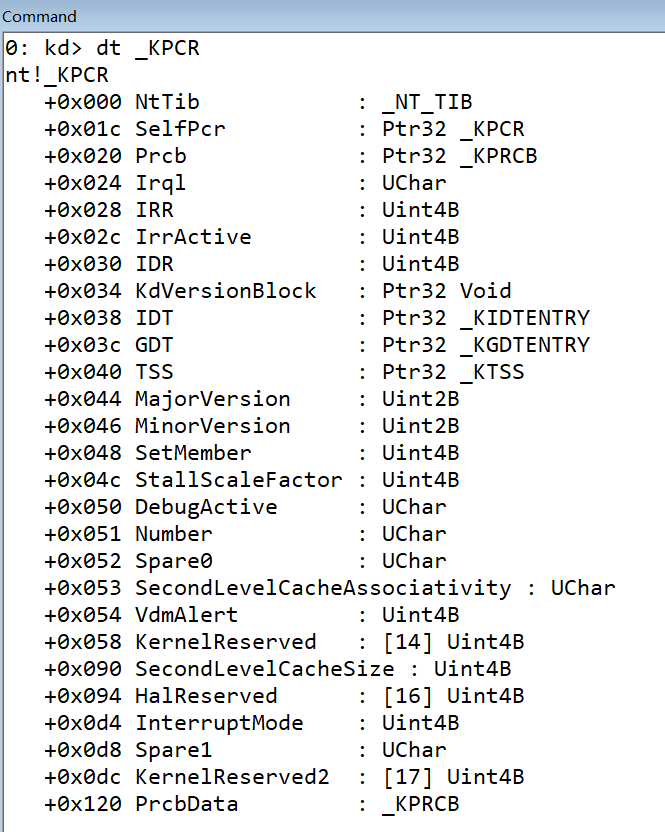 Command
0: kd> dt _KPCR
nt!_KPCR
   +0x000 NtTib            : _NT_TIB
   +0x01c SelfPcr          : Ptr32 _KPCR
   +0x020 Prcb             : Ptr32 _KPRCB
   +0x024 Irql             : UChar
   +0x028 IRR              : Uint4B
   +0x02c IrrActive        : Uint4B
   +0x030 IDR              : Uint4B
   +0x034 KdVersionBlock   : Ptr32 Void
   +0x038 IDT              : Ptr32 _KIDTENTRY
   +0x03c GDT              : Ptr32 _KGDTENTRY
   +0x040 TSS              : Ptr32 _KTSS
   +0x044 MajorVersion     : Uint2B
   +0x046 MinorVersion     : Uint2B
   +0x048 SetMember        : Uint4B
   +0x04c StallScaleFactor : Uint4B
   +0x050 DebugActive      : UChar
   +0x051 Number           : UChar
   +0x052 Spare0           : UChar
   +0x053 SecondLevelCacheAssociativity : UChar
   +0x054 VdmAlert         : Uint4B
   +0x058 KernelReserved   : [14] Uint4B
   +0x090 SecondLevelCacheSize : Uint4B
   +0x094 HalReserved      : [16] Uint4B
   +0x0d4 InterruptMode    : Uint4B
   +0x0d8 Spare1           : UChar
   +0x0dc KernelReserved2  : [17] Uint4B
   +0x120 PrcbData         : _KPRCB